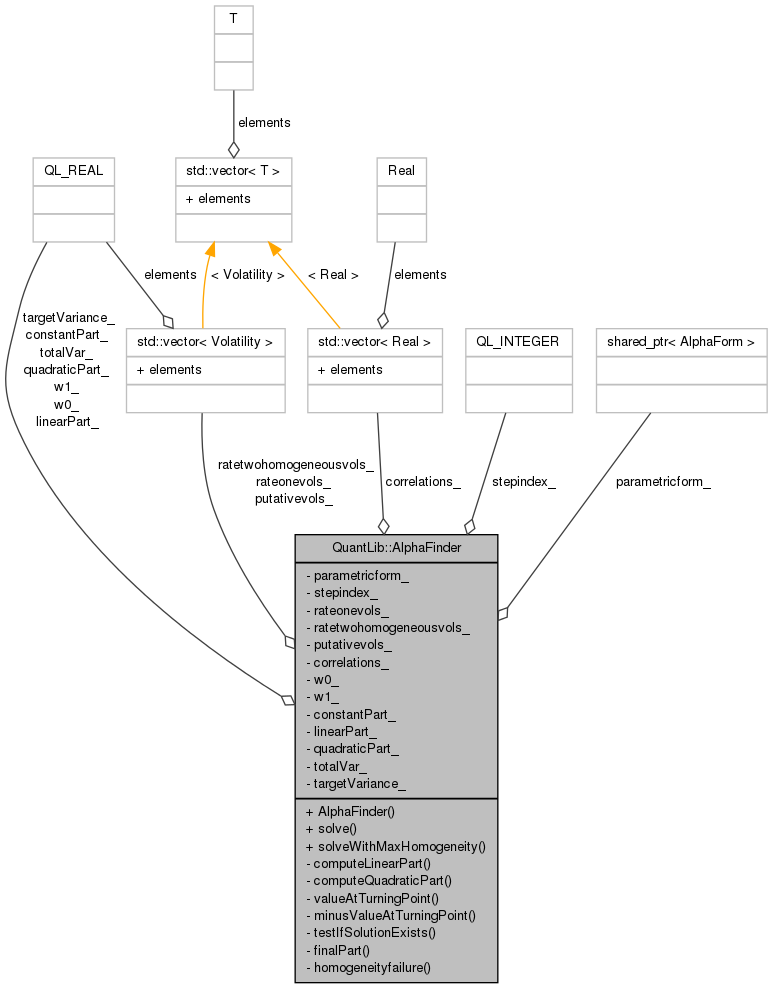 T
elements
QL_REAL
std::vector< T >
+ elements
Real
elements
< Volatility >
< Real >
elements
targetVariance_
constantPart_
totalVar_
quadraticPart_
w1_
w0_
linearPart_
std::vector< Volatility >
+ elements
std::vector< Real >
+ elements
QL_INTEGER
shared_ptr< AlphaForm >
ratetwohomogeneousvols_
rateonevols_
putativevols_
correlations_
stepindex_
parametricform_
QuantLib::AlphaFinder
- parametricform_
- stepindex_
- rateonevols_
- ratetwohomogeneousvols_
- putativevols_
- correlations_
- w0_
- w1_
- constantPart_
- linearPart_
- quadraticPart_
- totalVar_
- targetVariance_
+ AlphaFinder()
+ solve()
+ solveWithMaxHomogeneity()
- computeLinearPart()
- computeQuadraticPart()
- valueAtTurningPoint()
- minusValueAtTurningPoint()
- testIfSolutionExists()
- finalPart()
- homogeneityfailure()